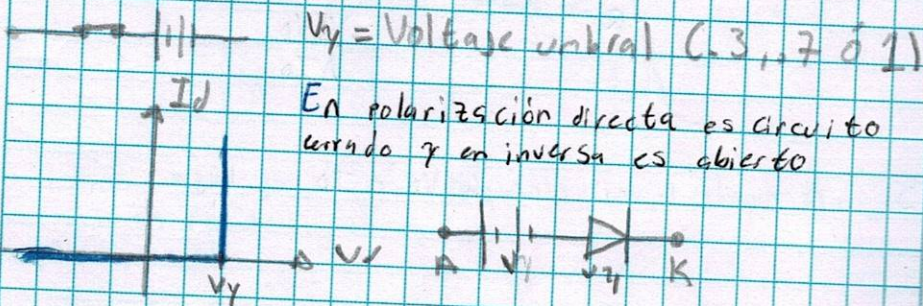 Vγ = Voltaje umbral (.3, .7 ó 1)
Id
En polarización directa es circuito
cerrado y en inversa es abierto
Vγ
Vd
A
Vγ
K